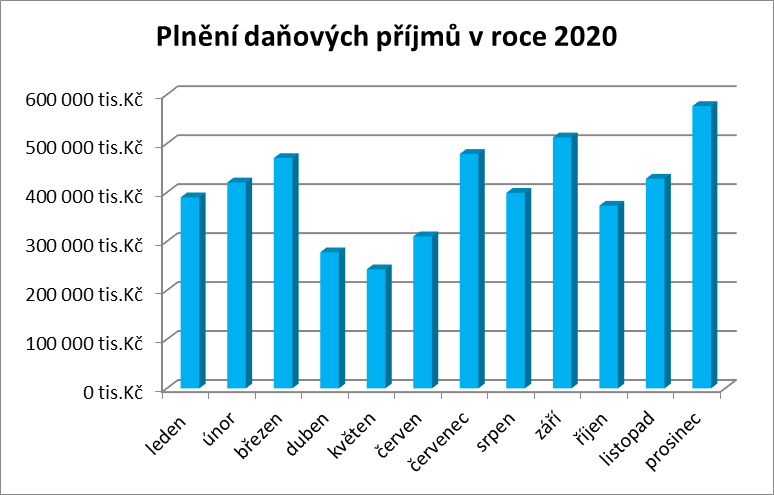 Plnění daňových příjmů v roce 2020
600 000 tis.Kč
500 000 tis.Kč
400 000 tis.Kč
300 000 tis.Kč
200 000 tis.Kč
100 000 tis.Kč
0 tis.Kč
leden
únor
březen
duben
květen
červen
červenec
srpen
září
říjen
listopad
prosinec